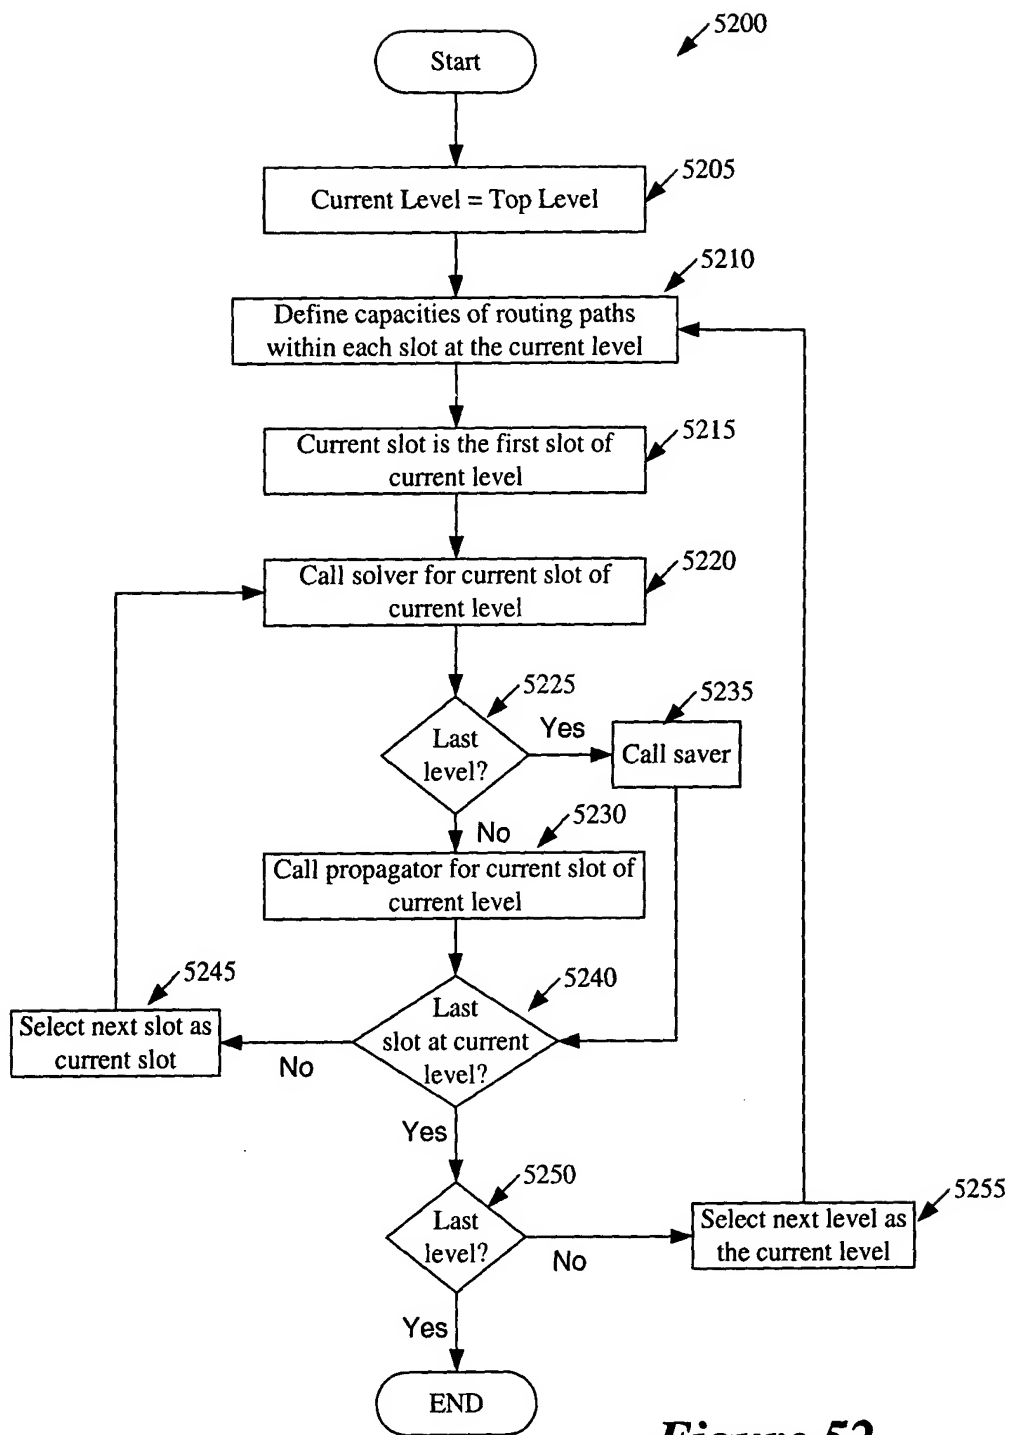 5200
Start
5205
Current Level = Top Level
5210
Define capacities of routing paths
within each slot at the current level
5215
Current slot is the first slot of
current level
5220
Call solver for current slot of
current level
5225
Last
level?
Yes
5235
Call saver
No
5230
Call propagator for current slot of
current level
5240
Last
slot at current
level?
5245
Select next slot as
current slot
No
Yes
5250
Last
level?
No
5255
Select next level as
the current level
Yes
END
Figure 52